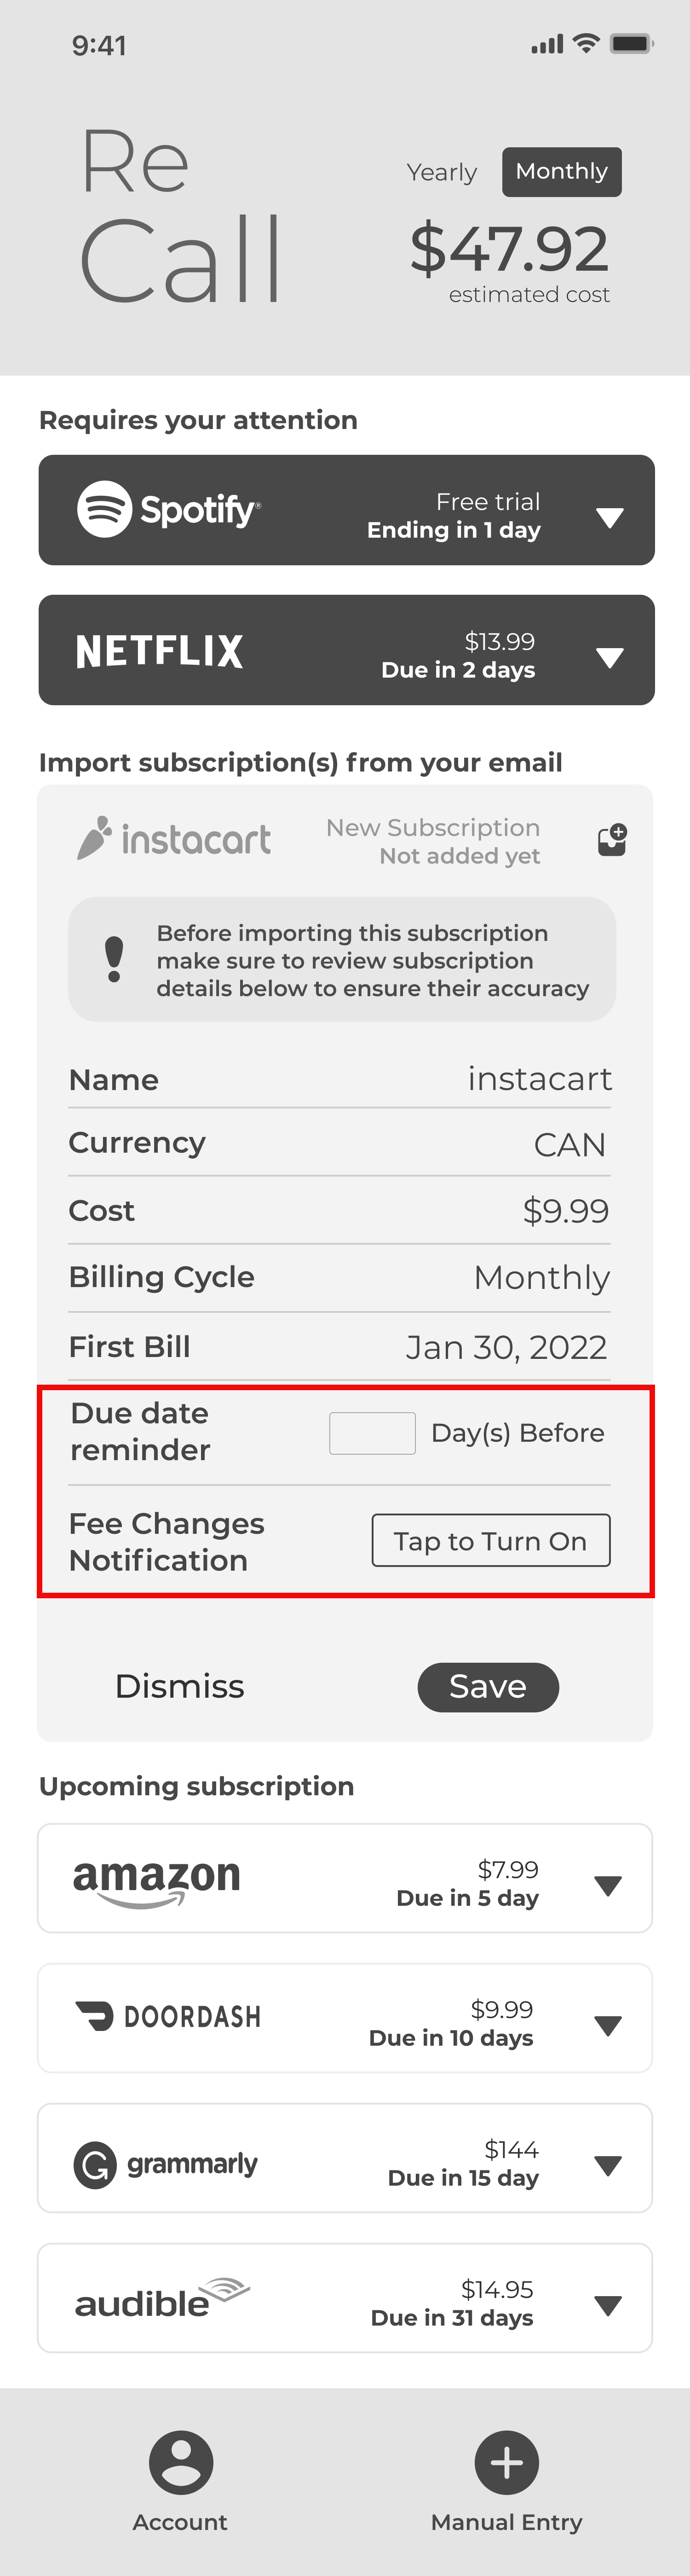 9:41
Re
Call
Yearly Monthly
$47.92
estimated cost
Requires your attention
Spotify®
Free trial
Ending in 1 day
NETFLIX
$13.99
Due in 2 days
Import subscription(s) from your email
instacart
New Subscription
Not added yet
Before importing this subscription
make sure to review subscription
details below to ensure their accuracy
Name instacart
Currency CAN
Cost $9.99
Billing Cycle Monthly
First Bill Jan 30, 2022
Due date
reminder
Day(s) Before
Fee Changes
Notification
Tap to Turn On
Dismiss Save
Upcoming subscription
amazon
$7.99
Due in 5 day
DOORDASH
$9.99
Due in 10 days
G grammarly
$144
Due in 15 day
audible
$14.95
Due in 31 days
Account Manual Entry